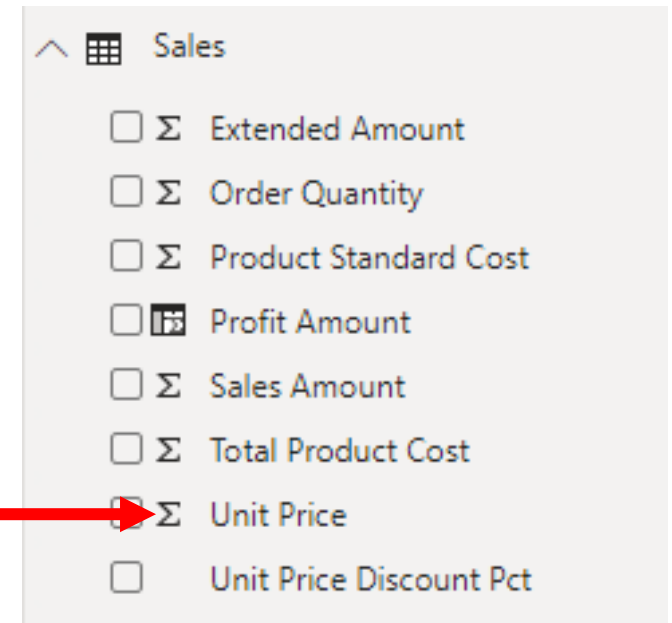 Sales
Σ Extended Amount
Σ Order Quantity
Σ Product Standard Cost
Profit Amount
Σ Sales Amount
Σ Total Product Cost
Σ Unit Price
Unit Price Discount Pct